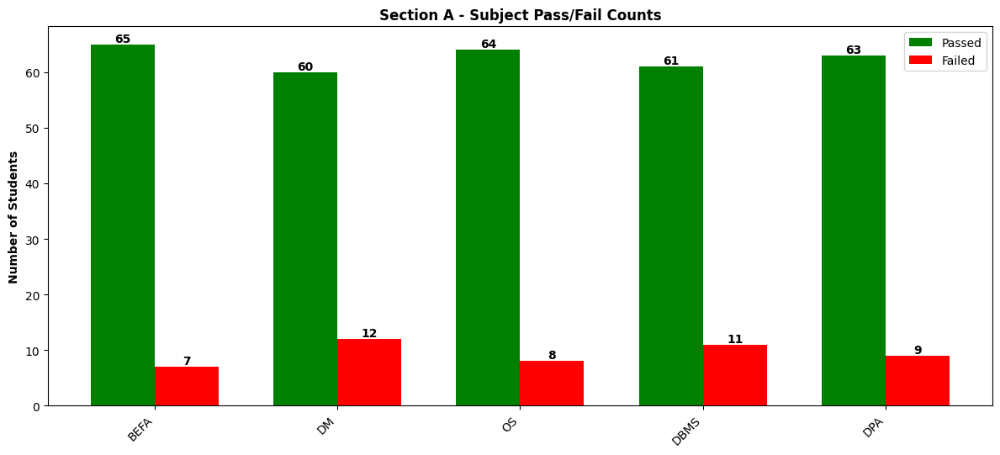 Section A - Subject Pass/Fail Counts
Passed
Failed
Number of Students
60
50
40
30
20
10
0
65
7
60
12
64
8
61
11
63
9
BEFA
DM
OS
DBMS
DPA